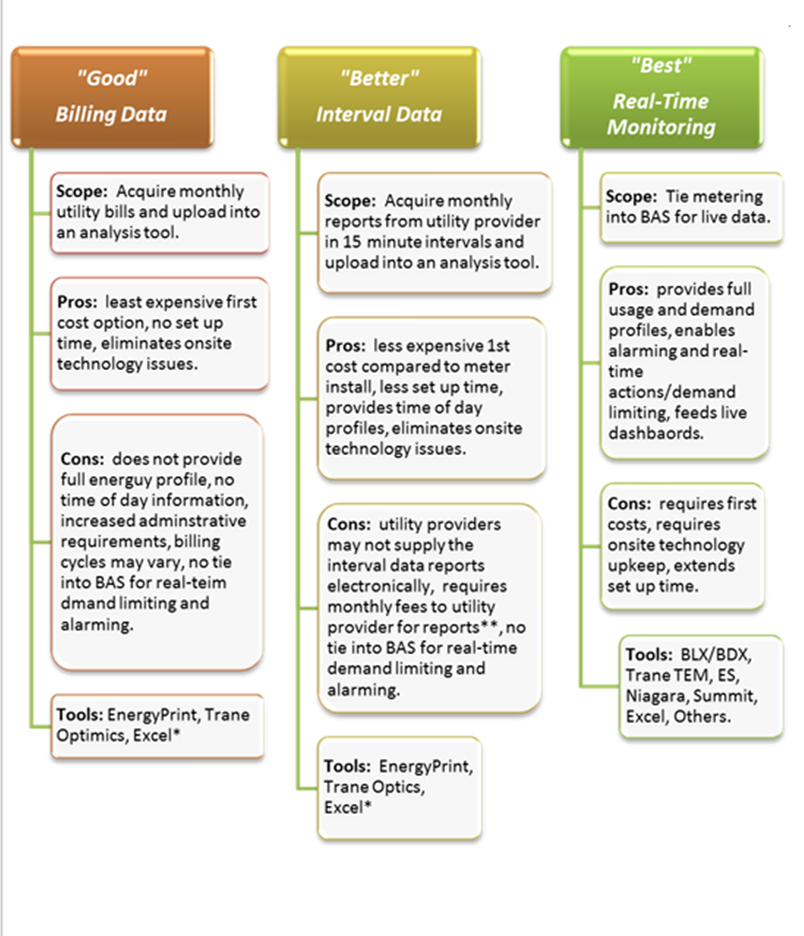 "Good"
Billing Data
Scope: Acquire monthly
utility bills and upload into
an analysis tool.
Pros: least expensive first
cost option, no set up
time, eliminates onsite
technology issues.
Cons: does not provide
full energuy profile, no
time of day information,
increased adminstrative
requirements, billing
cycles may vary, no tie
into BAS for real-teim
dmand limiting and
alarming.
Tools: EnergyPrint, Trane
Optimics, Excel*
"Better"
Interval Data
Scope: Acquire monthly
reports from utility provider
in 15 minute intervals and
upload into an analysis tool.
Pros: less expensive 1st
cost compared to meter
install, less set up time,
provides time of day
profiles, eliminates onsite
technology issues.
Cons: utility providers
may not supply the
interval data reports
electronically, requires
monthly fees to utility
provider for reports**, no
tie into BAS for real-time
demand limiting and
alarming.
Tools: EnergyPrint,
Trane Optics,
Excel*
"Best"
Real-Time
Monitoring
Scope: Tie metering
into BAS for live data.
Pros: provides full
usage and demand
profiles, enables
alarming and real-
time
actions/demand
limiting, feeds live
dashbaords.
Cons: requires first
costs, requires
onsite technology
upkeep, extends
set up time.
Tools: BLX/BDX,
Trane TEM, ES,
Niagara, Summit,
Excel, Others.